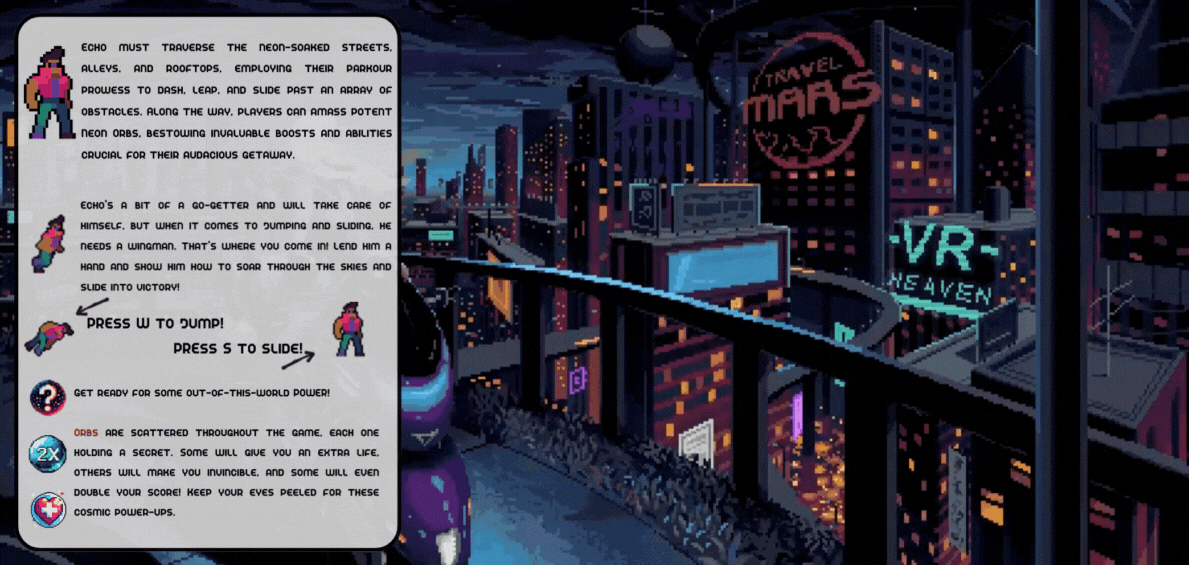 ECHO MUST TRAVERSE THE NEON-SOAKED STREETS,
ALLEYS, AND ROOFTOPS, EMPLOYING THEIR PARKOUR
PROWESS TO DASH, LEAP, AND SLIDE PAST AN ARRAY OF
OBSTACLES. ALONG THE WAY, PLAYERS CAN AMASS POTENT
NEON ORBS, BESTOWING INVALUABLE BOOSTS AND ABILITIES
CRUCIAL FOR THEIR AUDACIOUS GETAWAY.
ECHO'S A BIT OF A GO-GETTER AND WILL TAKE CARE OF
HIMSELF, BUT WHEN IT COMES TO JUMPING AND SLIDING, HE
NEEDS A WINGMAN. THAT'S WHERE YOU COME IN! LEND HIM A
HAND AND SHOW HIM HOW TO SOAR THROUGH THE SKIES AND
SLIDE INTO VICTORY!
PRESS W TO JUMP!
PRESS S TO SLIDE!
?
GET READY FOR SOME OUT-OF-THIS-WORLD POWER!
2X
ORBS ARE SCATTERED THROUGHOUT THE GAME, EACH ONE
HOLDING A SECRET. SOME WILL GIVE YOU AN EXTRA LIFE,
OTHERS WILL MAKE YOU INVINCIBLE, AND SOME WILL EVEN
DOUBLE YOUR SCORE! KEEP YOUR EYES PEELED FOR THESE
COSMIC POWER-UPS.
TRAVEL
MARS
-VR-
HEAVEN